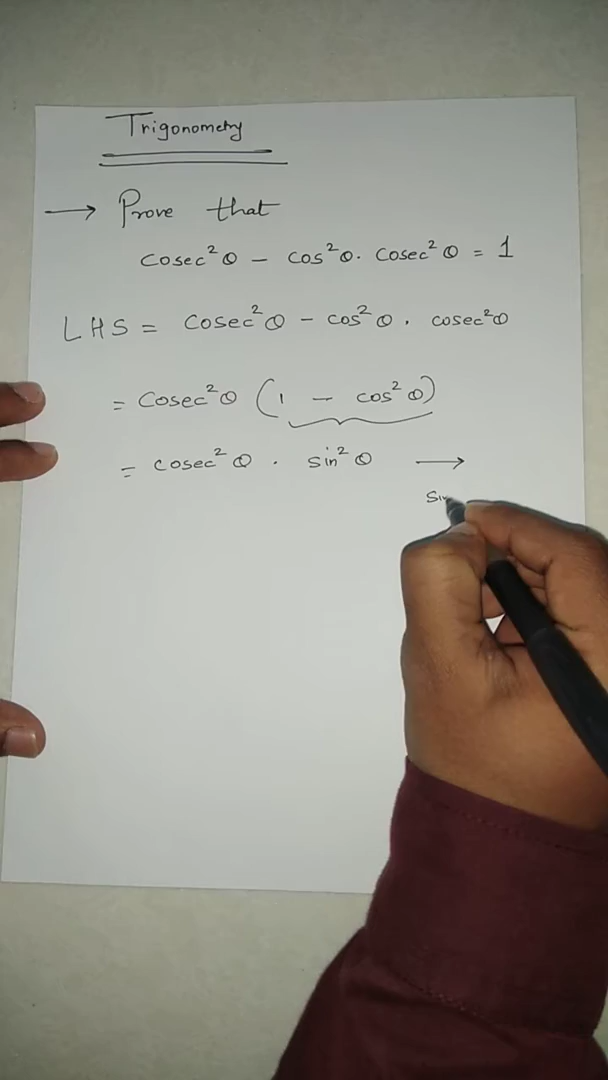 Trigonometry
→ Prove that
cosec²θ − cos²θ. cosec²θ = 1
LHS = cosec²θ − cos²θ . cosec²θ
= cosec²θ (1 − cos²θ)
= cosec²θ . sin²θ →